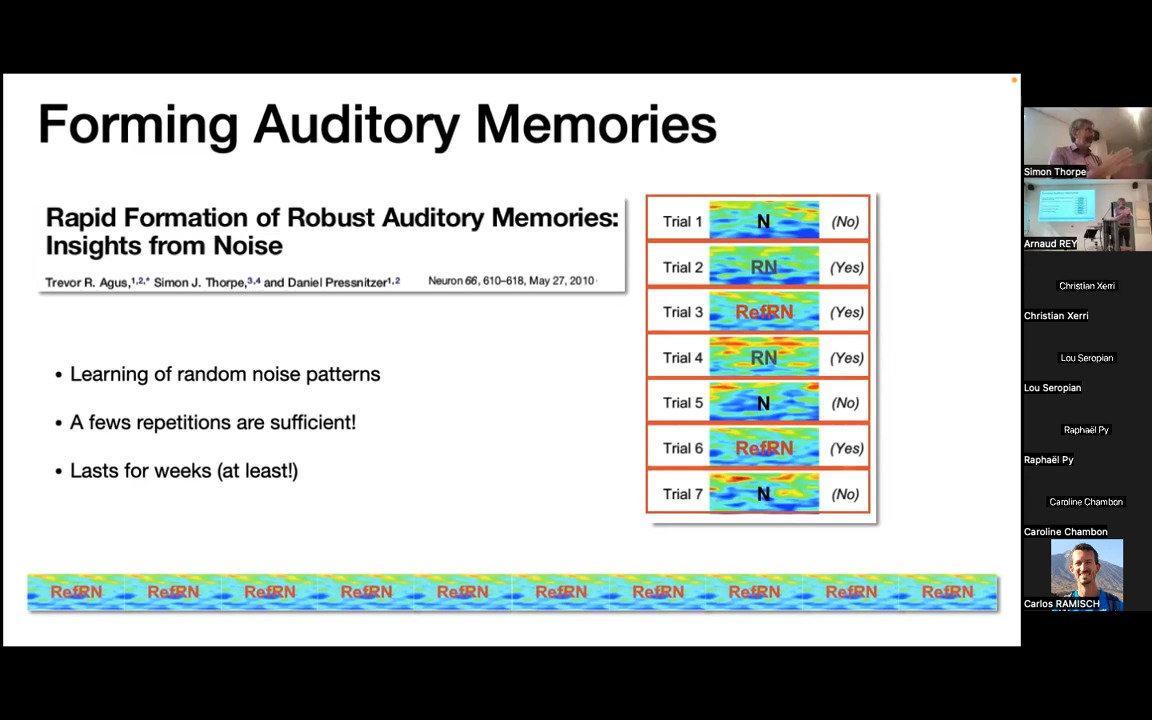 Forming Auditory Memories
Rapid Formation of Robust Auditory Memories:
Insights from Noise
Trevor R. Agus,1,2,* Simon J. Thorpe,3,4 and Daniel Pressnitzer1,2
Neuron 66, 610–618, May 27, 2010
• Learning of random noise patterns
• A fews repetitions are sufficient!
• Lasts for weeks (at least!)
Trial 1 N (No)
Trial 2 RN (Yes)
Trial 3 RefRN (Yes)
Trial 4 RN (Yes)
Trial 5 N (No)
Trial 6 RefRN (Yes)
Trial 7 N (No)
RefRN RefRN RefRN RefRN RefRN RefRN RefRN RefRN RefRN RefRN
Simon Thorpe
Arnaud REY
Christian Xerri
Christian Xerri
Lou Seropian
Lou Seropian
Raphaël Py
Raphaël Py
Caroline Chambon
Caroline Chambon
Carlos RAMISCH